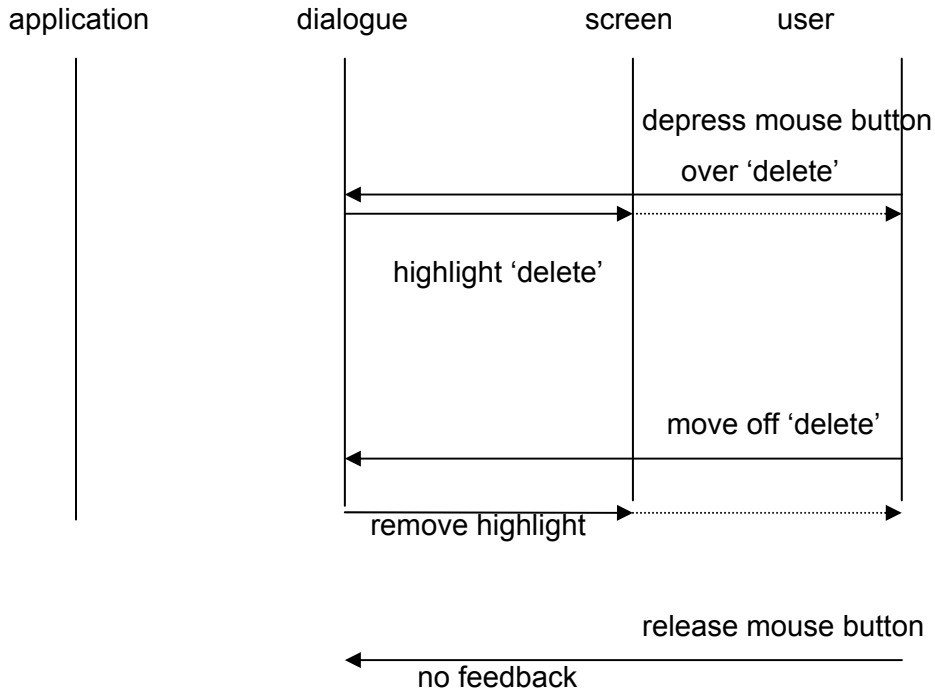 application dialogue screen user
depress mouse button
over ‘delete’
highlight ‘delete’
move off ‘delete’
remove highlight
release mouse button
no feedback